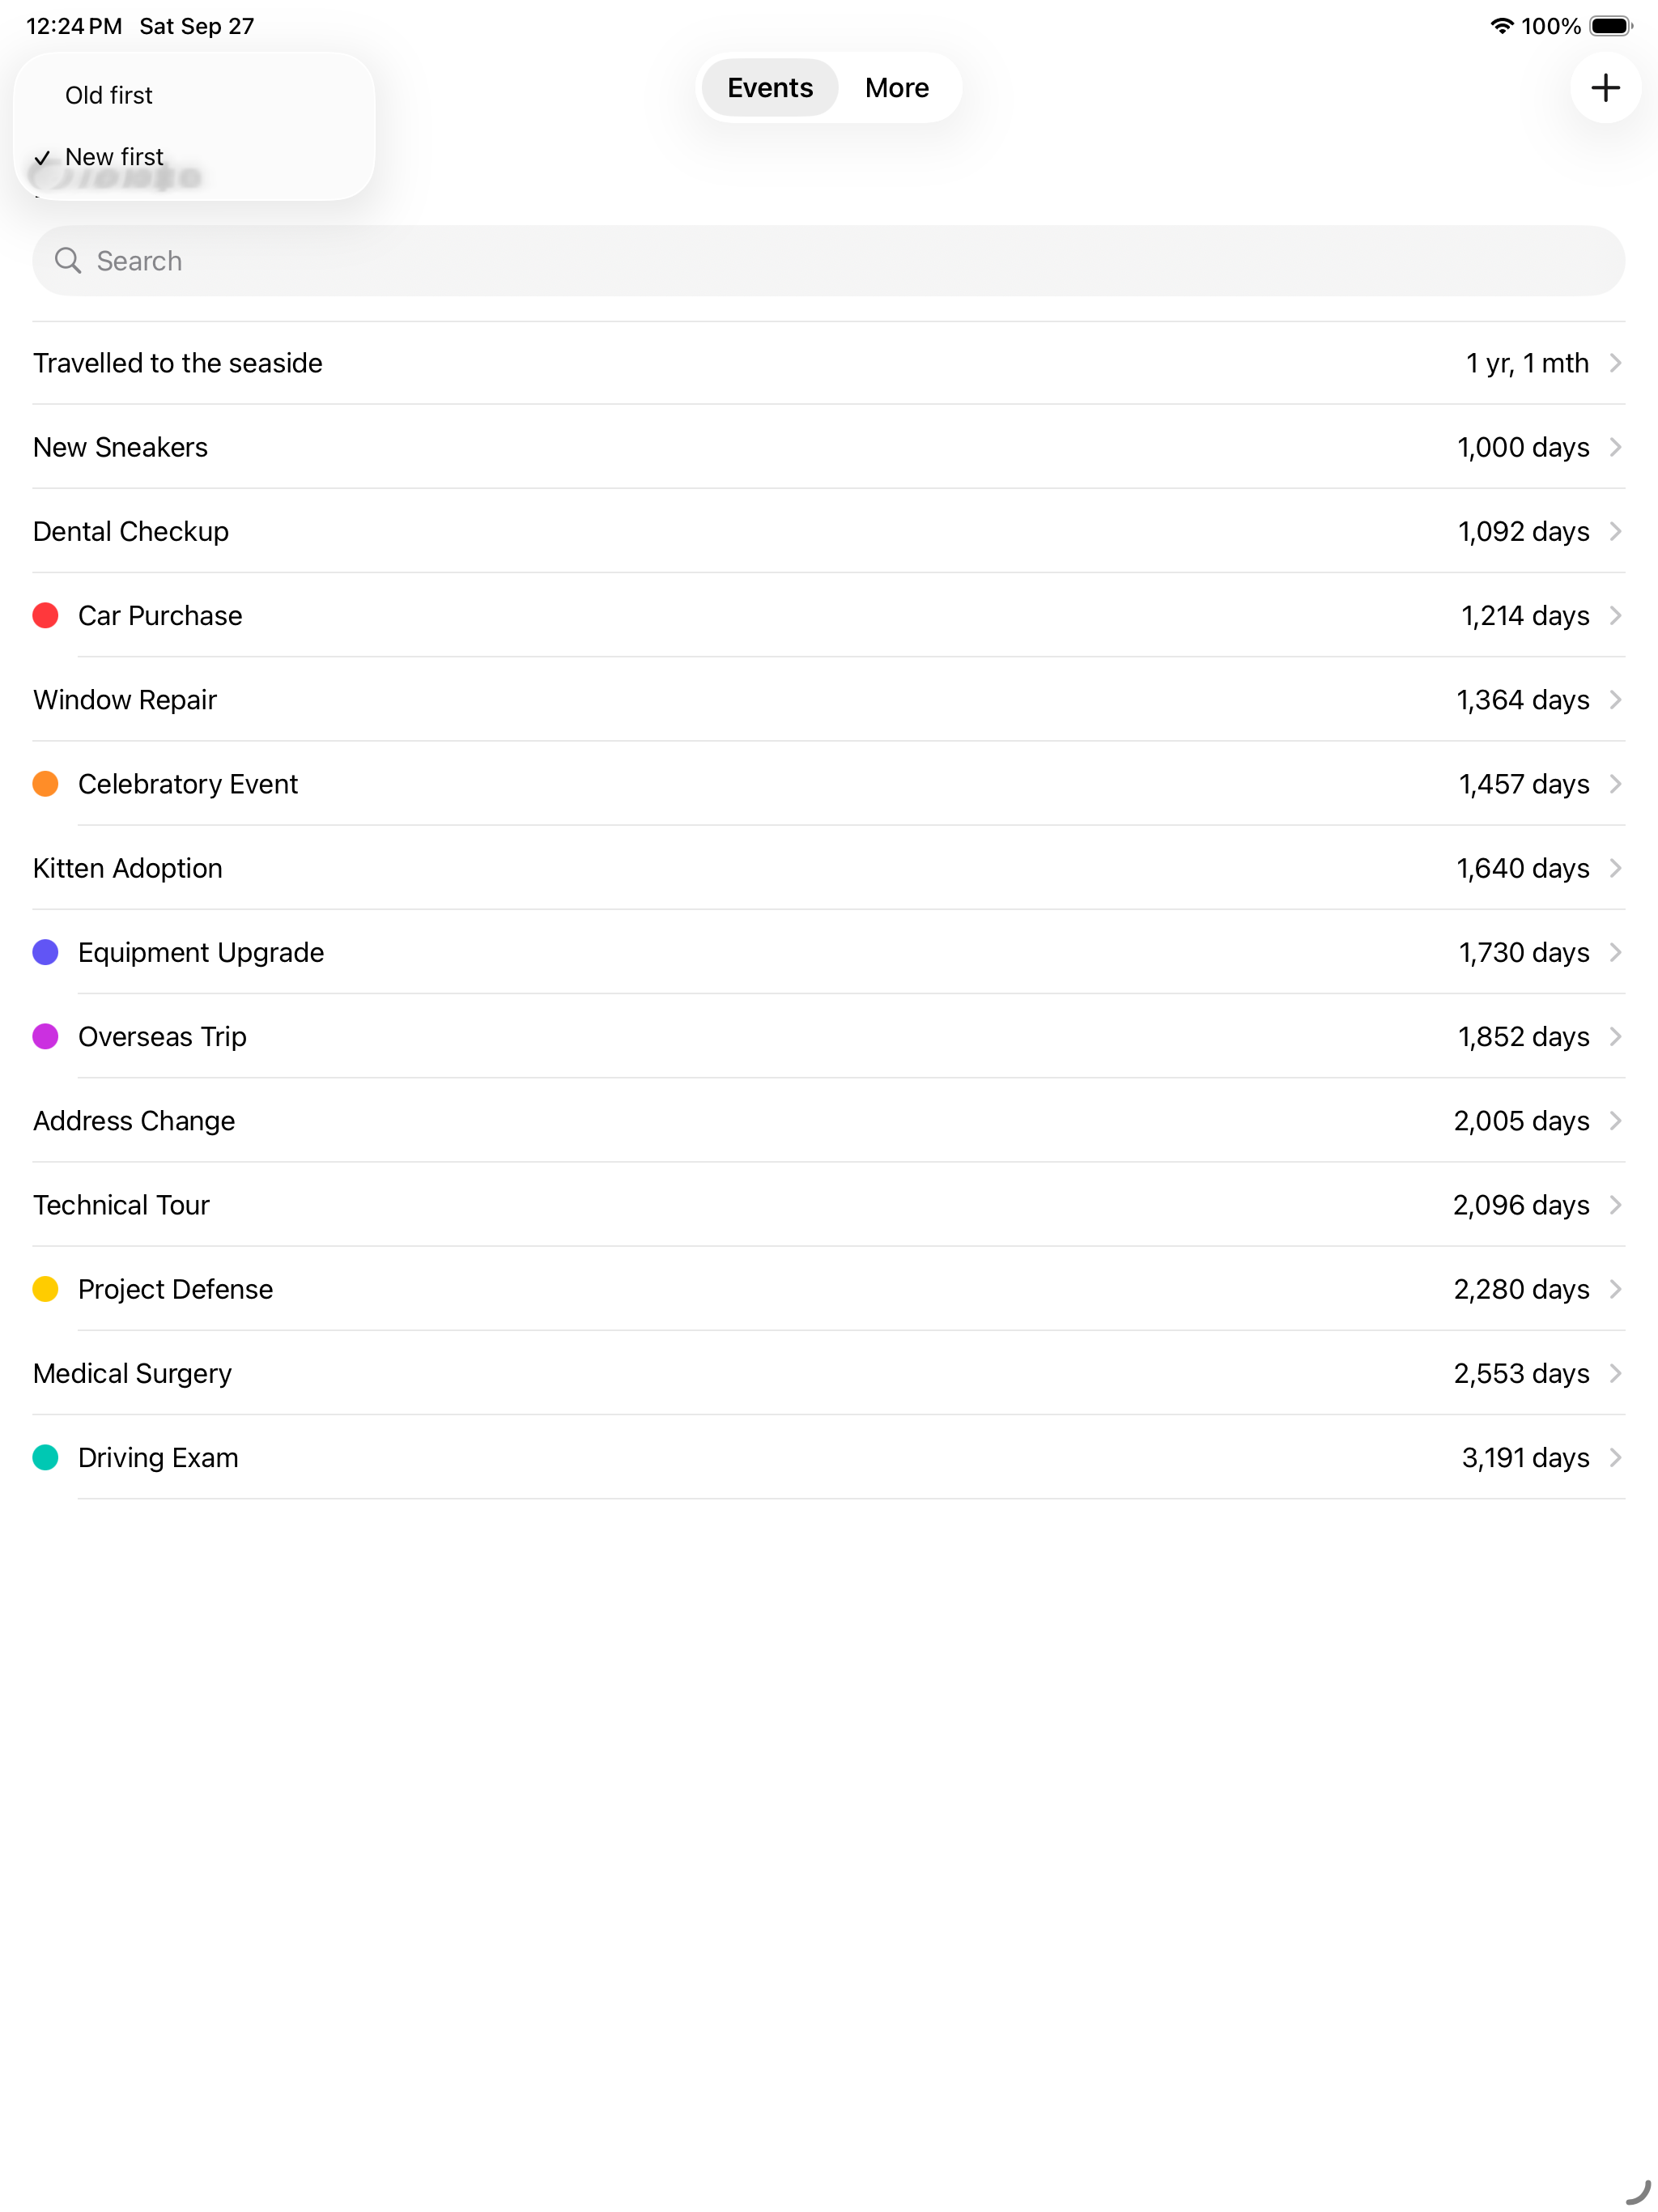 12:24 PM Sat Sep 27 100%
Old first
✓ New first
Events More +
Search
Travelled to the seaside 1 yr, 1 mth
New Sneakers 1,000 days
Dental Checkup 1,092 days
Car Purchase 1,214 days
Window Repair 1,364 days
Celebratory Event 1,457 days
Kitten Adoption 1,640 days
Equipment Upgrade 1,730 days
Overseas Trip 1,852 days
Address Change 2,005 days
Technical Tour 2,096 days
Project Defense 2,280 days
Medical Surgery 2,553 days
Driving Exam 3,191 days